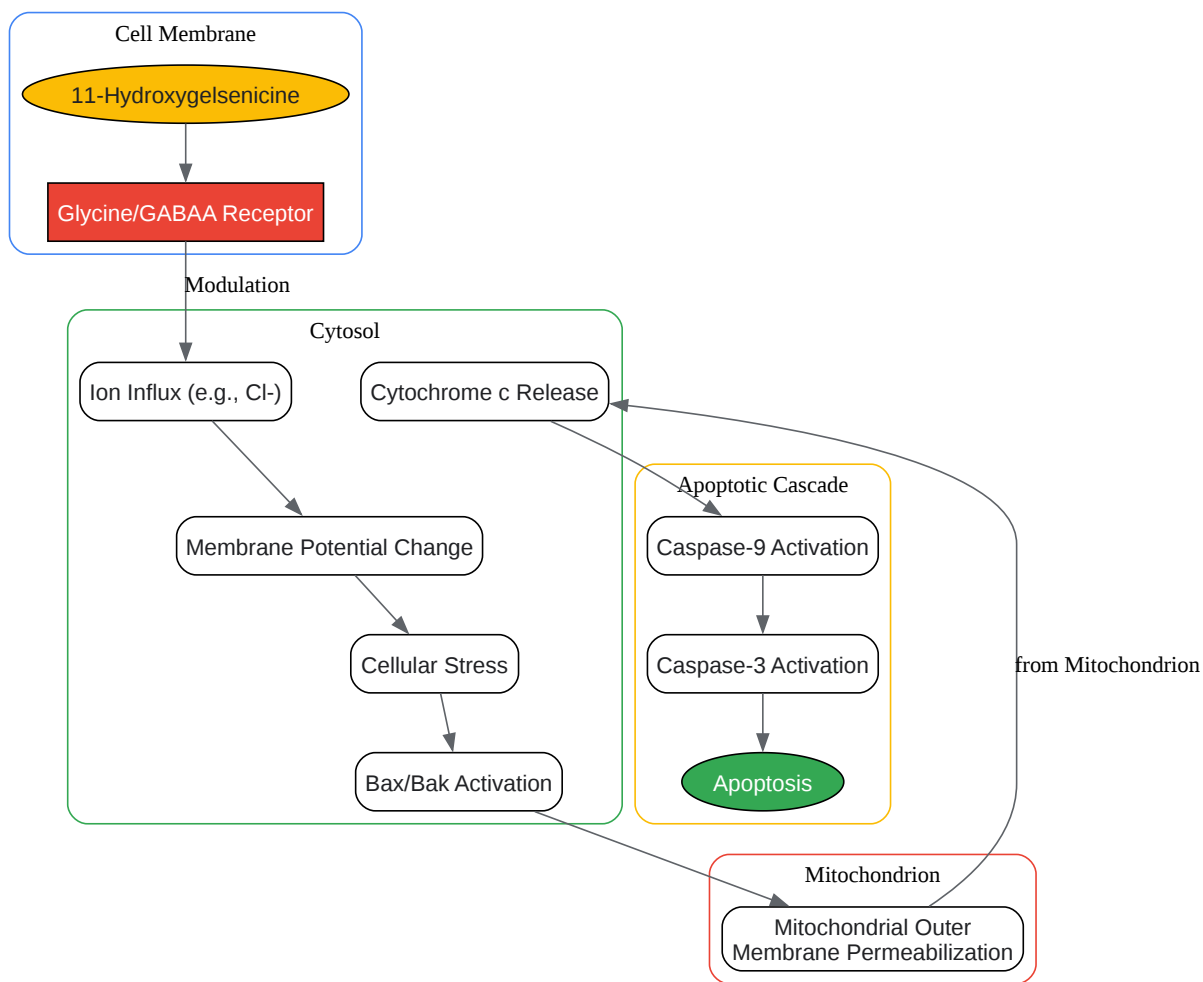 Cell Membrane
11-Hydroxygelsenicine
Glycine/GABAA Receptor
Modulation
Cytosol
Ion Influx (e.g., Cl-)
Cytochrome c Release
Membrane Potential Change
Cellular Stress
Bax/Bak Activation
Apoptotic Cascade
Caspase-9 Activation
Caspase-3 Activation
Apoptosis
from Mitochondrion
Mitochondrion
Mitochondrial Outer
Membrane Permeabilization